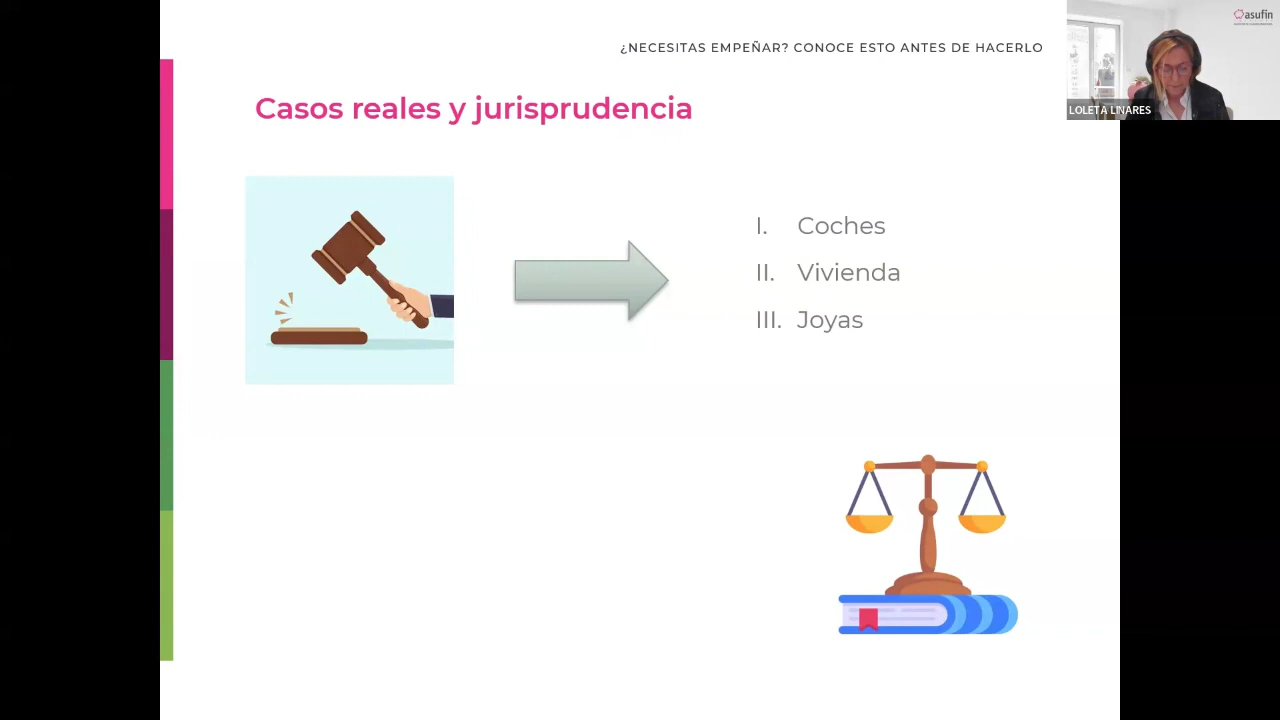 ¿NECESITAS EMPEÑAR? CONOCE ESTO ANTES DE HACERLO
asufin
Casos reales y jurisprudencia
LOLETA LINARES
I. Coches
II. Vivienda
III. Joyas